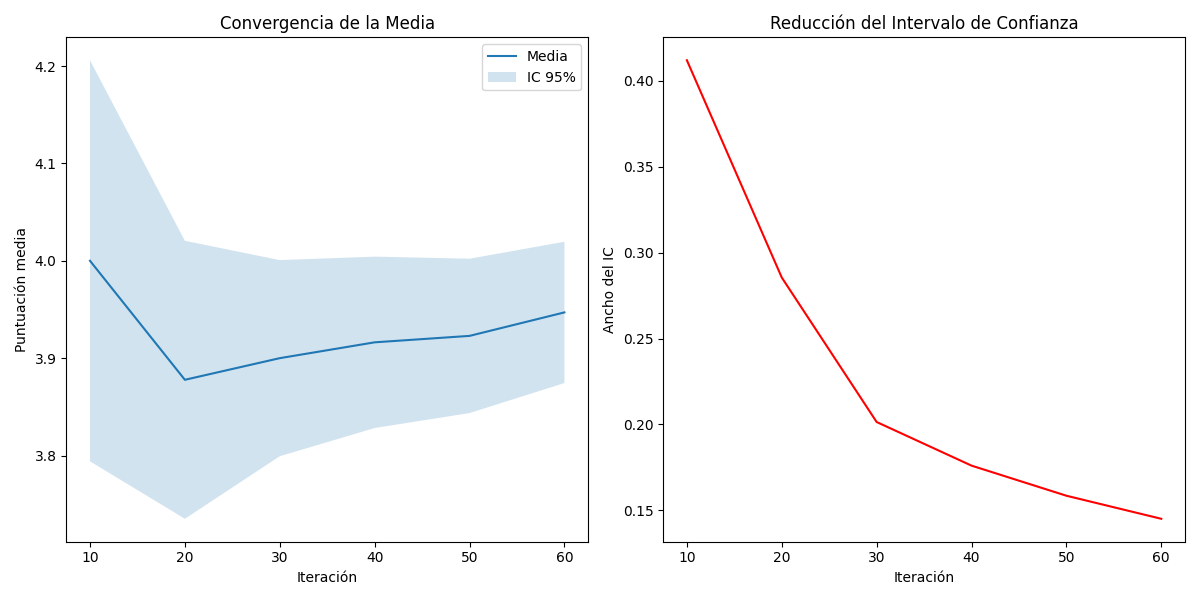 Convergencia de la Media
Media
IC 95%
4.2
4.1
4.0
3.9
3.8
Puntuación media
10 20 30 40 50 60
Iteración
Reducción del Intervalo de Confianza
0.40
0.35
0.30
0.25
0.20
0.15
Ancho del IC
10 20 30 40 50 60
Iteración